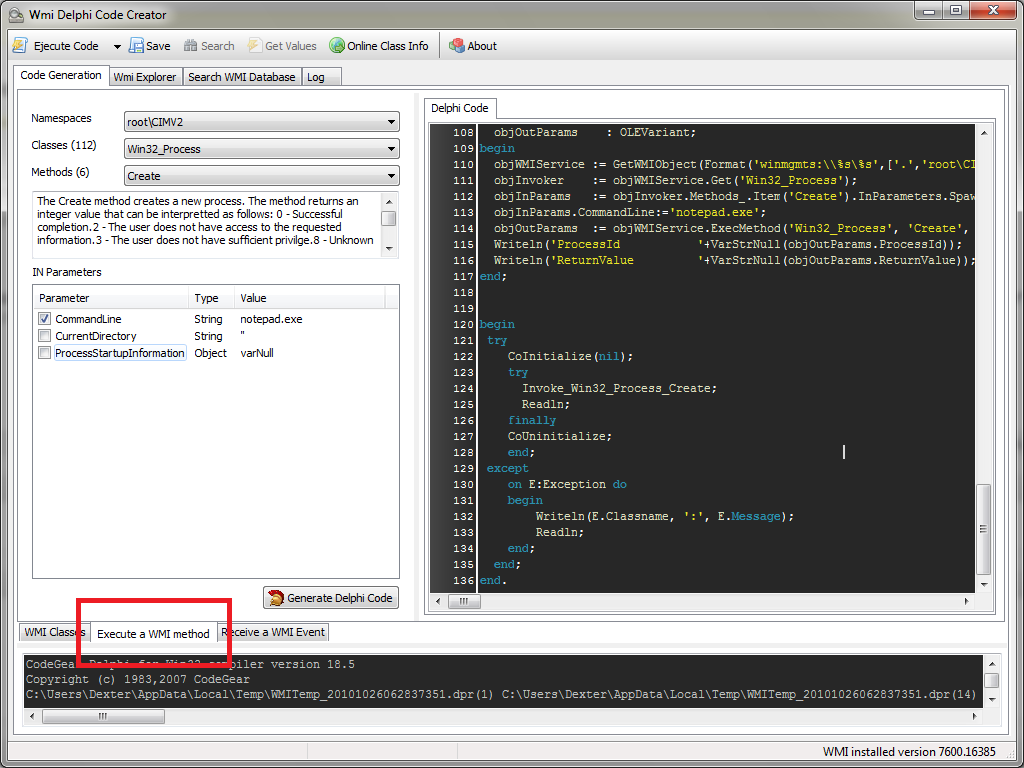 Wmi Delphi Code Creator
Ejecute Code Save Search Get Values Online Class Info About
Code Generation Wmi Explorer Search WMI Database Log
Namespaces root\CIMV2
Classes (112) Win32_Process
Methods (6) Create
The Create method creates a new process. The method returns an
integer value that can be interpretted as follows: 0 - Successful
completion.2 - The user does not have access to the requested
information.3 - The user does not have sufficient privilge.8 - Unknown
IN Parameters
Parameter Type Value
CommandLine String notepad.exe
CurrentDirectory String ''
ProcessStartupInformation Object varNull
Generate Delphi Code
Delphi Code
108 objOutParams : OLEVariant;
109 begin
110 objWMIService := GetWMIObject(Format('winmgmts:\\%s\%s',['.','root\CI
111 objInvoker := objWMIService.Get('Win32_Process');
112 objInParams := objInvoker.Methods_.Item('Create').InParameters.Spaw
113 objInParams.CommandLine:='notepad.exe';
114 objOutParams := objWMIService.ExecMethod('Win32_Process', 'Create',
115 Writeln('ProcessId '+VarStrNull(objOutParams.ProcessId));
116 Writeln('ReturnValue '+VarStrNull(objOutParams.ReturnValue));
117 end;
118
119
120 begin
121 try
122 CoInitialize(nil);
123 try
124 Invoke_Win32_Process_Create;
125 Readln;
126 finally
127 CoUninitialize;
128 end;
129 except
130 on E:Exception do
131 begin
132 Writeln(E.Classname, ':', E.Message);
133 Readln;
134 end;
135 end;
136 end.
WMI Classes Execute a WMI method Receive a WMI Event
CodeGear Delphi for Win32 compiler version 18.5
Copyright (c) 1983,2007 CodeGear
C:\Users\Dexter\AppData\Local\Temp\WMITemp_20101026062837351.dpr(1) C:\Users\Dexter\AppData\Local\Temp\WMITemp_20101026062837351.dpr(14)
WMI installed version 7600.16385